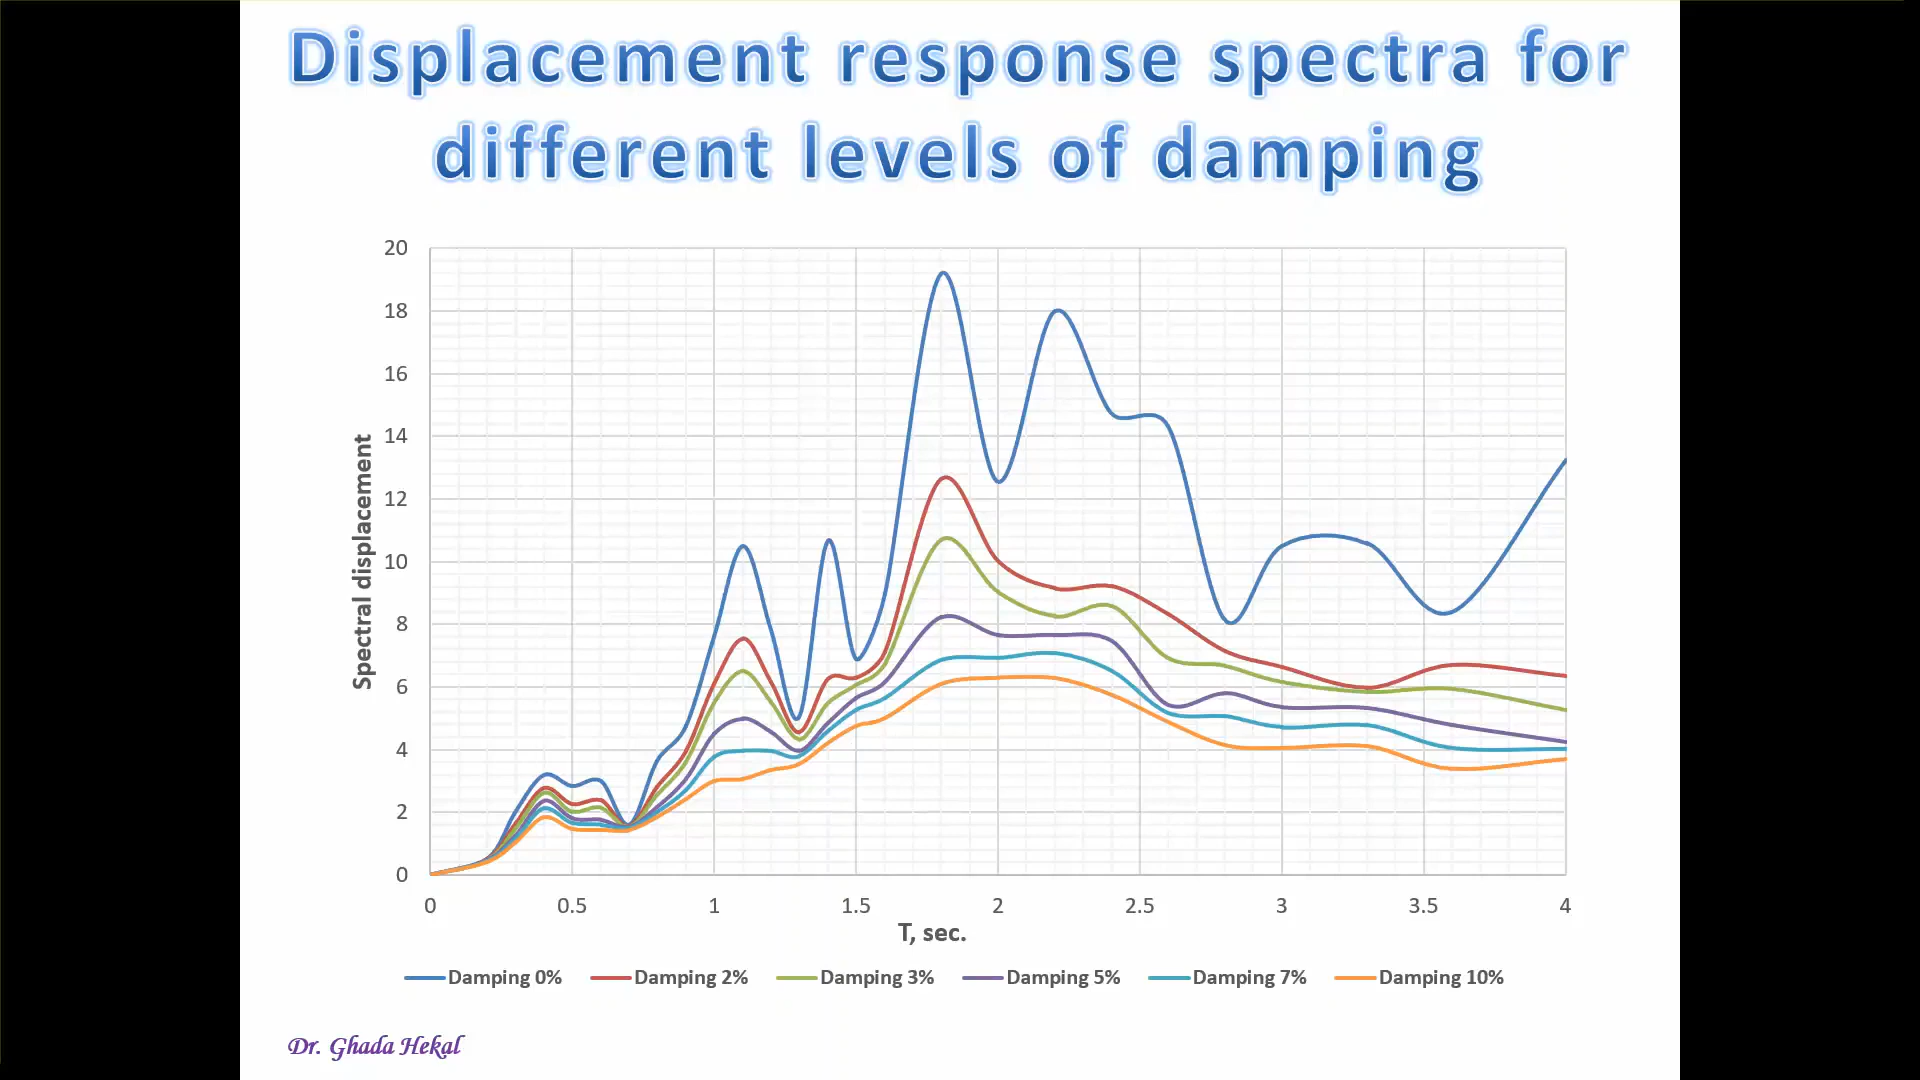 Displacement response spectra for
different levels of damping
20
18
16
14
12
10
8
6
4
2
0
Spectral displacement
0 0.5 1 1.5 2 2.5 3 3.5 4
T, sec.
Damping 0% Damping 2% Damping 3% Damping 5% Damping 7% Damping 10%
Dr. Ghada Hekal